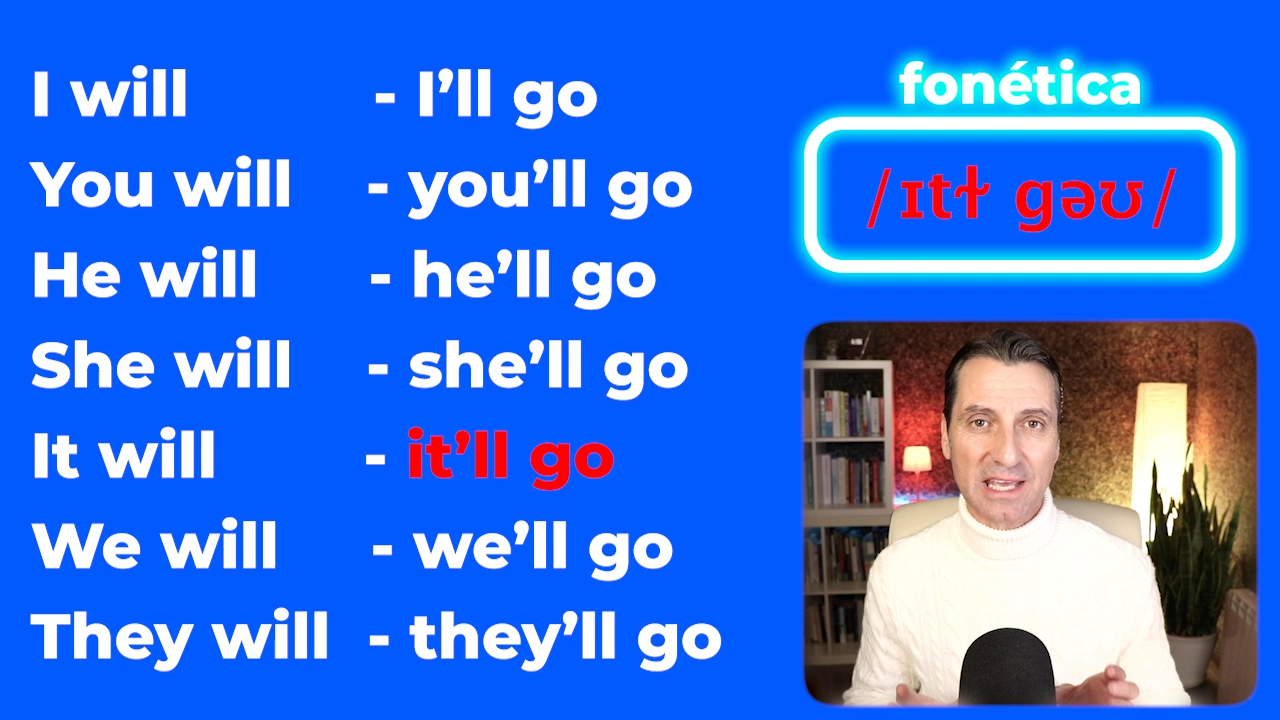 I will - I’ll go
You will - you’ll go
He will - he’ll go
She will - she’ll go
It will - it’ll go
We will - we’ll go
They will - they’ll go
fonética
/ɪtɫ ɡəʊ/